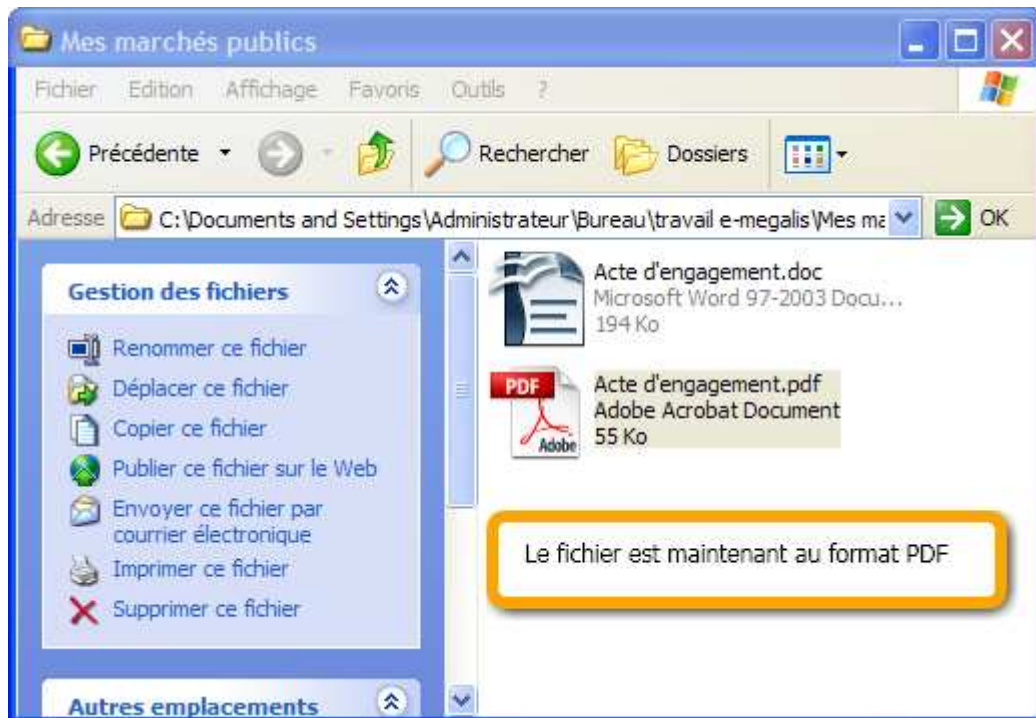 Mes marchés publics
Fichier Edition Affichage Favoris Outils ?
Précédente Rechercher Dossiers
Adresse C:\Documents and Settings\Administrateur\Bureau\travail e-megalis\Mes ma OK
Gestion des fichiers
Renommer ce fichier
Déplacer ce fichier
Copier ce fichier
Publier ce fichier sur le Web
Envoyer ce fichier par
courrier électronique
Imprimer ce fichier
Supprimer ce fichier
Autres emplacements
Acte d'engagement.doc
Microsoft Word 97-2003 Docu...
194 Ko
PDF
Adobe
Acte d'engagement.pdf
Adobe Acrobat Document
55 Ko
Le fichier est maintenant au format PDF